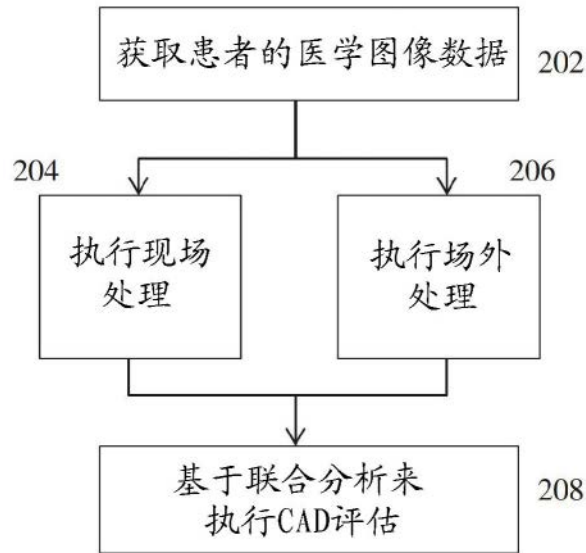 获取患者的医学图像数据
202
204
206
执行现场
处理
执行场外
处理
基于联合分析来
执行CAD评估
208